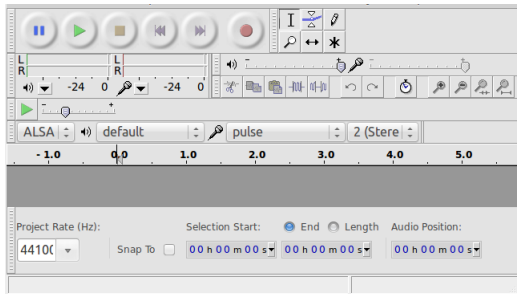 L L
R R
-24 0 -24 0
ALSA default pulse 2 (Stere
- 1.0 0.0 1.0 2.0 3.0 4.0 5.0
Project Rate (Hz): Selection Start: End Length Audio Position:
4410( Snap To 00 h 00 m 00 s 00 h 00 m 00 s 00 h 00 m 00 s